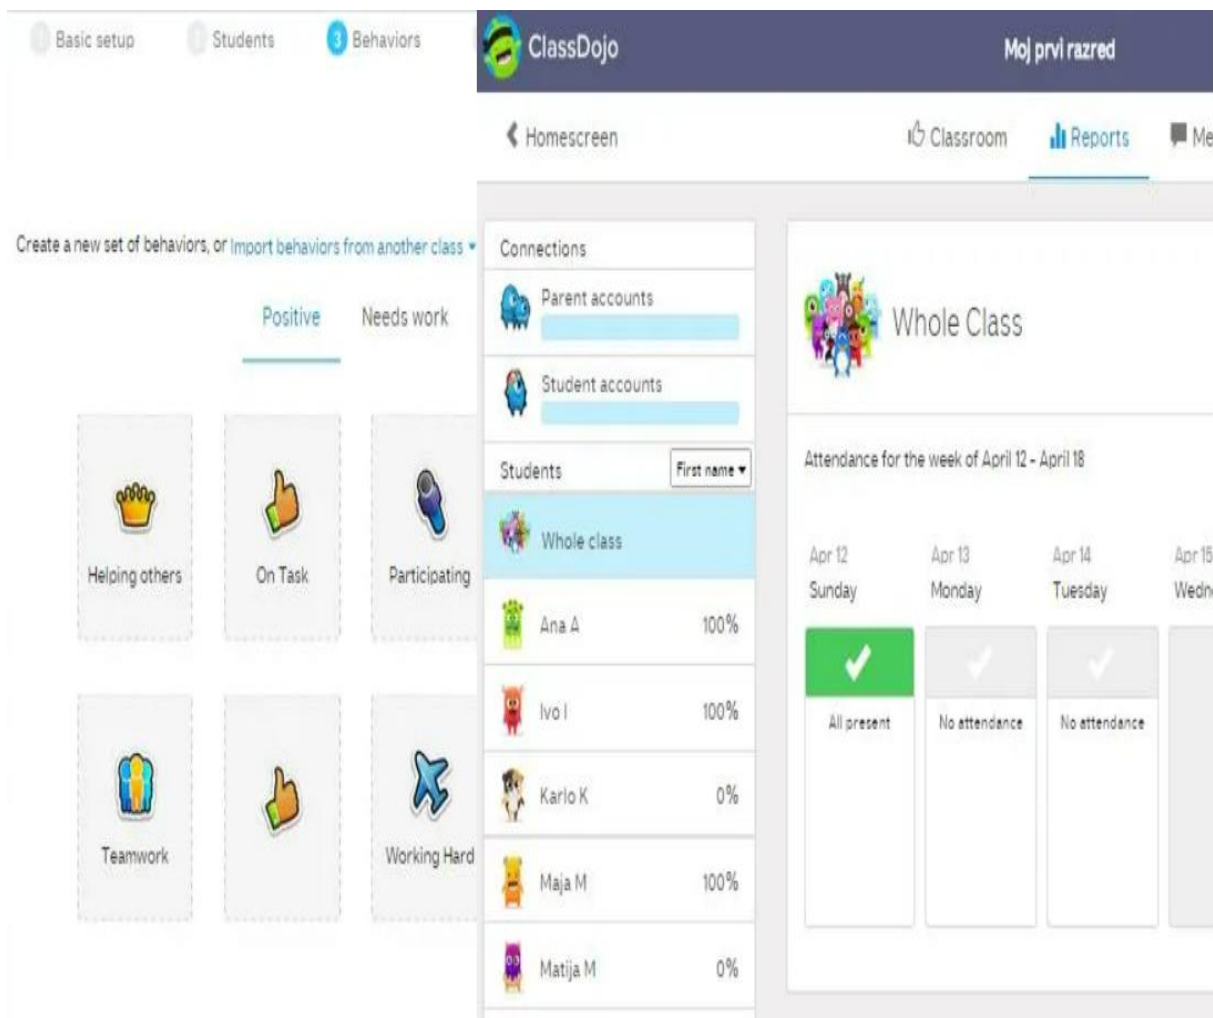 1 Basic setup
2 Students
3 Behaviors
Create a new set of behaviors, or Import behaviors from another class
Positive
Needs work
Helping others
On Task
Participating
Teamwork
Working Hard
ClassDojo
Moj prvi razred
Homescreen
Classroom
Reports
Me
Connections
Parent accounts
Student accounts
Students
First name
Whole class
Ana A 100%
Ivo I 100%
Karlo K 0%
Maja M 100%
Matija M 0%
Whole Class
Attendance for the week of April 12 - April 18
Apr 12 Apr 13 Apr 14 Apr 15
Sunday Monday Tuesday Wedn
All present No attendance No attendance